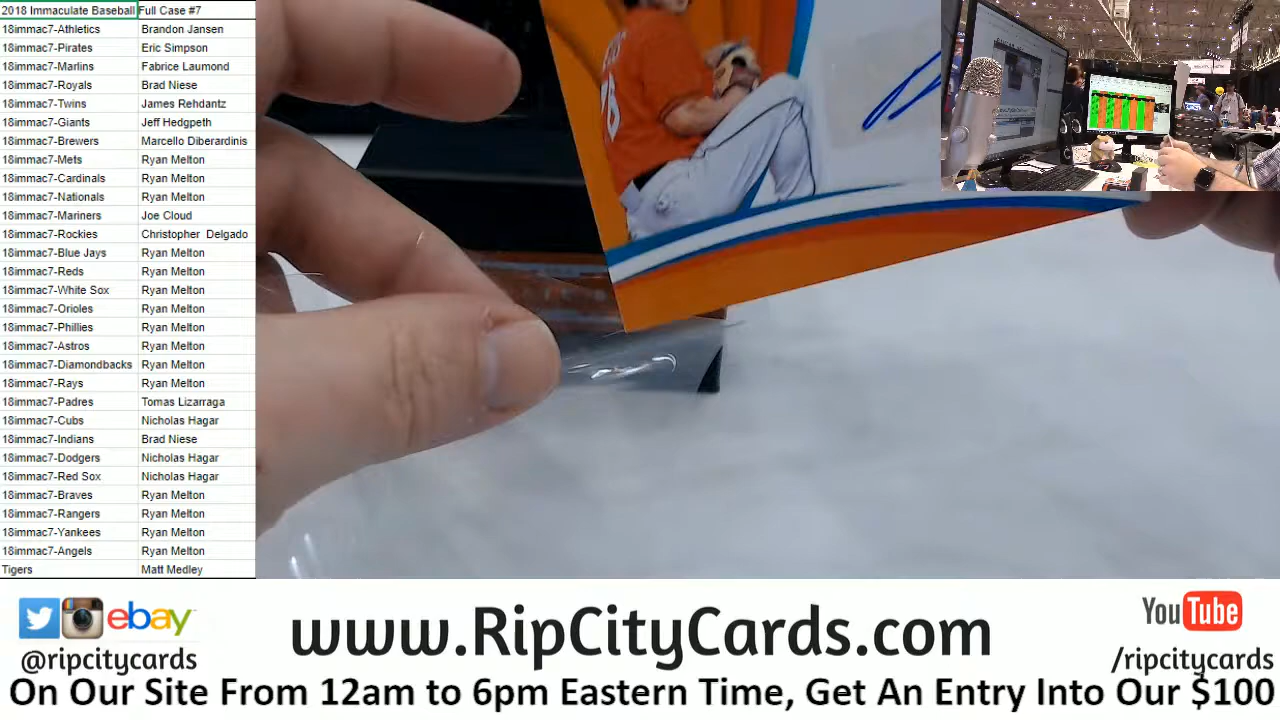 2018 Immaculate Baseball Full Case #7
18immac7-Athletics Brandon Jansen
18immac7-Pirates Eric Simpson
18immac7-Marlins Fabrice Laumond
18immac7-Royals Brad Niese
18immac7-Twins James Rehdantz
18immac7-Giants Jeff Hedgpeth
18immac7-Brewers Marcello Diberardinis
18immac7-Mets Ryan Melton
18immac7-Cardinals Ryan Melton
18immac7-Nationals Ryan Melton
18immac7-Mariners Joe Cloud
18immac7-Rockies Christopher Delgado
18immac7-Blue Jays Ryan Melton
18immac7-Reds Ryan Melton
18immac7-White Sox Ryan Melton
18immac7-Orioles Ryan Melton
18immac7-Phillies Ryan Melton
18immac7-Astros Ryan Melton
18immac7-Diamondbacks Ryan Melton
18immac7-Rays Ryan Melton
18immac7-Padres Tomas Lizarraga
18immac7-Cubs Nicholas Hagar
18immac7-Indians Brad Niese
18immac7-Dodgers Nicholas Hagar
18immac7-Red Sox Nicholas Hagar
18immac7-Braves Ryan Melton
18immac7-Rangers Ryan Melton
18immac7-Yankees Ryan Melton
18immac7-Angels Ryan Melton
Tigers Matt Medley
ebay
@ripcitycards
www.RipCityCards.com
YouTube
/ripcitycards
On Our Site From 12am to 6pm Eastern Time, Get An Entry Into Our $100